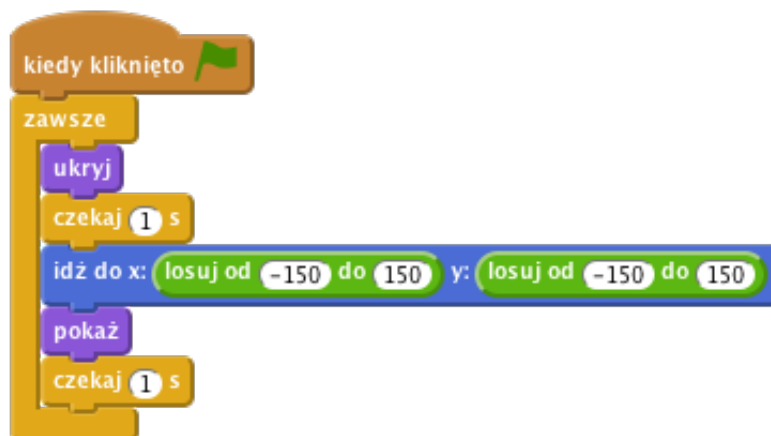 kiedy kliknięto
zawsze
ukryj
czekaj 1 s
idź do x: losuj od -150 do 150 y: losuj od -150 do 150
pokaż
czekaj 1 s